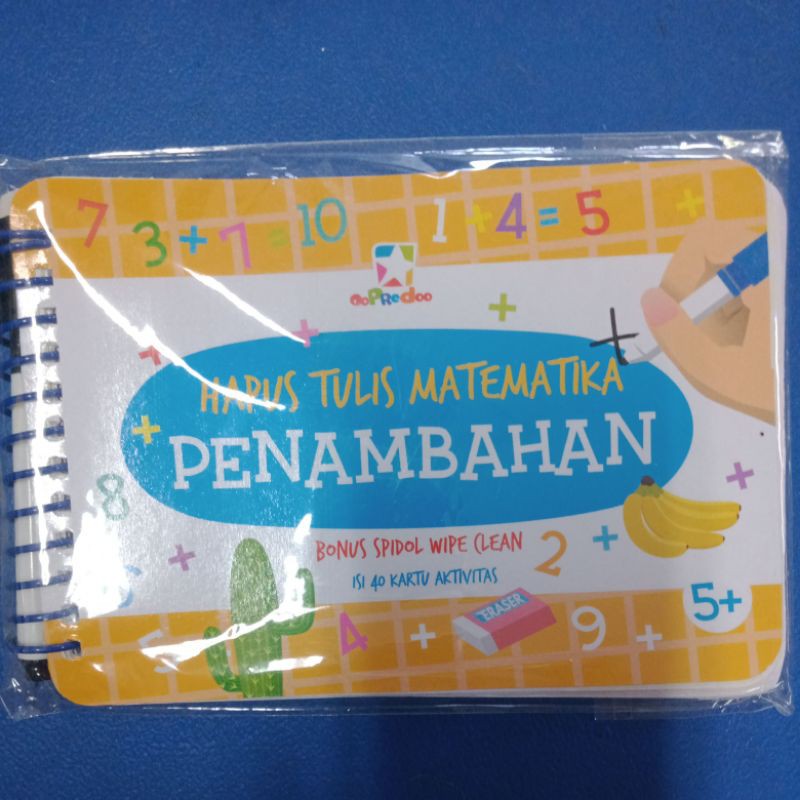 7 3 + 7 = 10 1 + 4 = 5
GoPredoo
HAPUS TULIS MATEMATIKA
PENAMBAHAN
8
BONUS SPIDOL WIPE CLEAN
2
ISI 40 KARTU AKTIVITAS
ERASER
5+
4 + 9 +